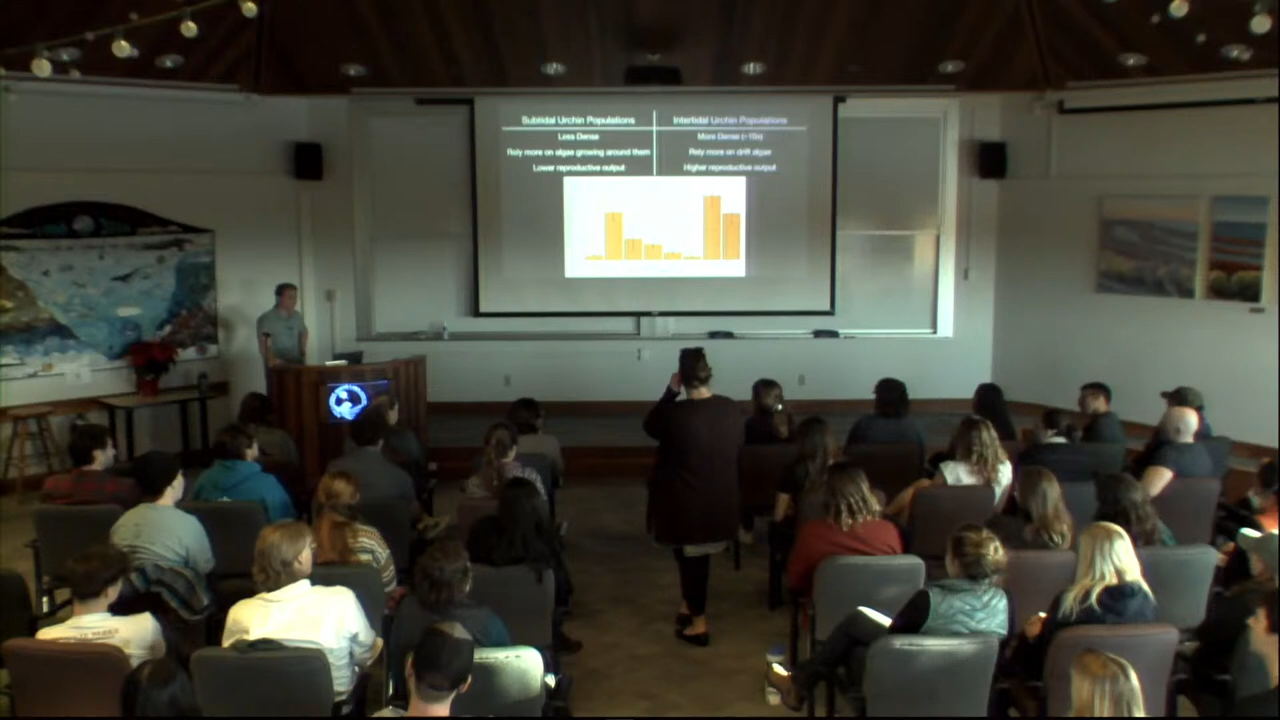 Subtidal Urchin Populations
Less Dense
Rely more on algae growing around them
Lower reproductive output
Intertidal Urchin Populations
More Dense (~15x)
Rely more on drift algae
Higher reproductive output